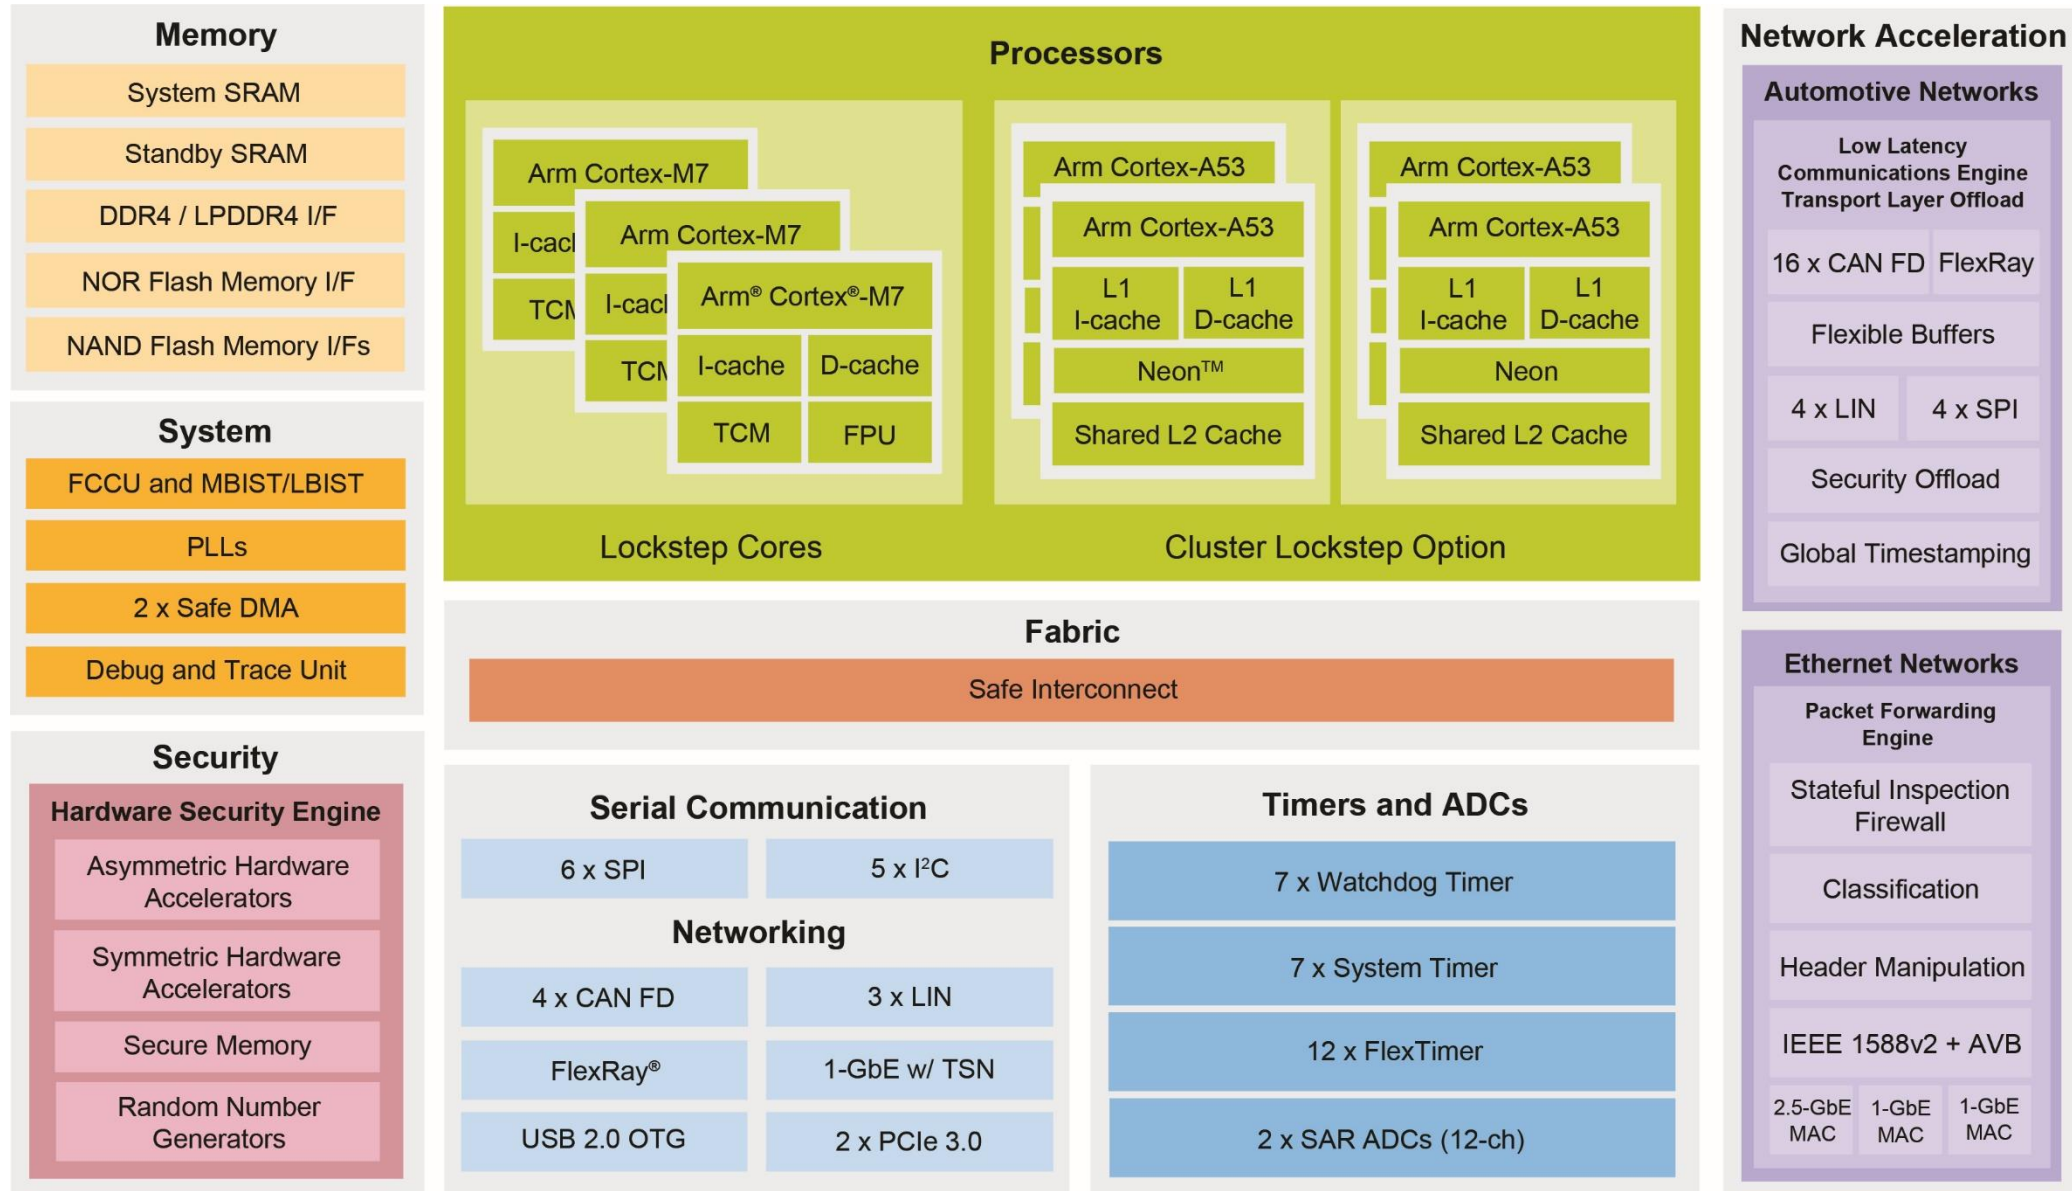 Memory
System SRAM
Standby SRAM
DDR4 / LPDDR4 I/F
NOR Flash Memory I/F
NAND Flash Memory I/Fs
System
FCCU and MBIST/LBIST
PLLs
2 x Safe DMA
Debug and Trace Unit
Security
Hardware Security Engine
Asymmetric Hardware
Accelerators
Symmetric Hardware
Accelerators
Secure Memory
Random Number
Generators
Processors
Arm Cortex-M7
I-cac
TCM
Arm Cortex-M7
I-cac
TCM
Arm® Cortex®-M7
I-cache
D-cache
TCM
FPU
Lockstep Cores
Arm Cortex-A53
Arm Cortex-A53
L1
I-cache
L1
D-cache
Neon™
Shared L2 Cache
Arm Cortex-A53
Arm Cortex-A53
L1
I-cache
L1
D-cache
Neon
Shared L2 Cache
Cluster Lockstep Option
Fabric
Safe Interconnect
Serial Communication
6 x SPI
5 x I²C
Networking
4 x CAN FD
3 x LIN
FlexRay®
1-GbE w/ TSN
USB 2.0 OTG
2 x PCIe 3.0
Timers and ADCs
7 x Watchdog Timer
7 x System Timer
12 x FlexTimer
2 x SAR ADCs (12-ch)
Network Acceleration
Automotive Networks
Low Latency
Communications Engine
Transport Layer Offload
16 x CAN FD
FlexRay
Flexible Buffers
4 x LIN
4 x SPI
Security Offload
Global Timestamping
Ethernet Networks
Packet Forwarding
Engine
Stateful Inspection
Firewall
Classification
Header Manipulation
IEEE 1588v2 + AVB
2.5-GbE
MAC
1-GbE
MAC
1-GbE
MAC